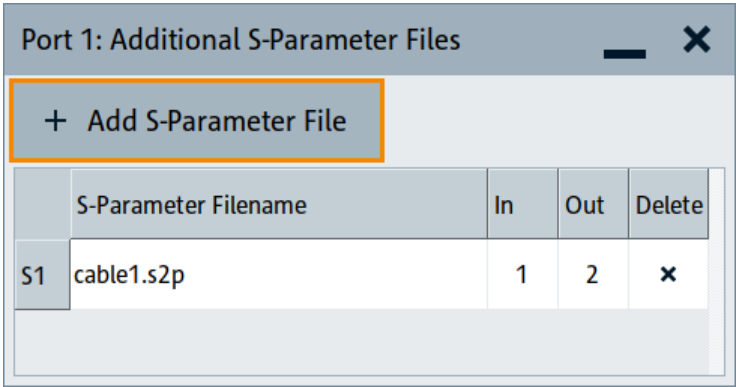 Port 1: Additional S-Parameter Files
+ Add S-Parameter File
S-Parameter Filename In Out Delete
S1 cable1.s2p 1 2 ×